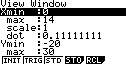 View Window
Xmin :0
max :14
scale:1
dot :0.11111111
Ymin :-20
max :30
INIT TRIG STD STO RCL